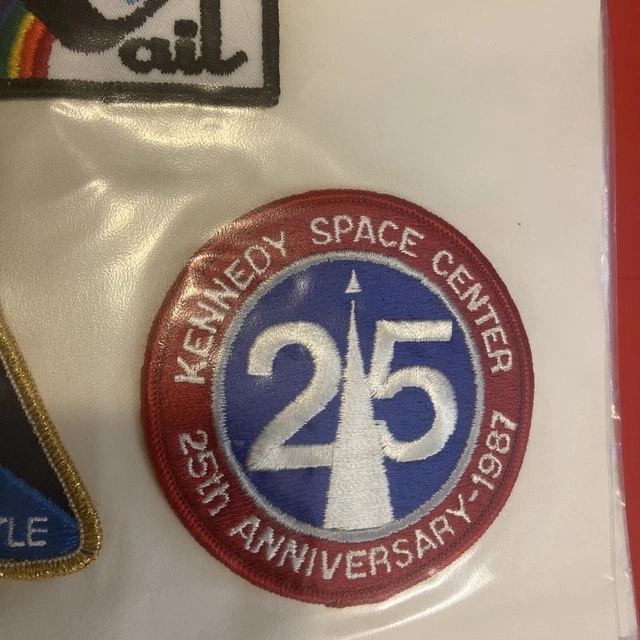 ail
KENNEDY SPACE CENTER
25
25th ANNIVERSARY-1987
TLE